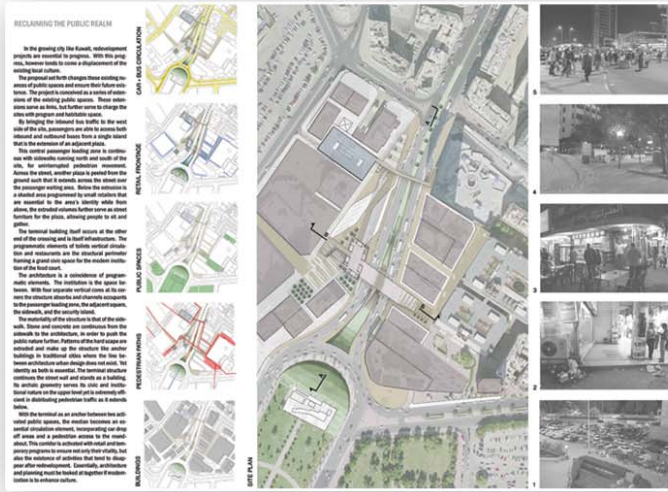 RECLAIMING THE PUBLIC REALM
In the growing city like Kuwait, redevelopment
projects are essential to progress. With this prog-
ress, however tends to come a displacement of the
existing local culture.
The proposal set forth changes these existing nu-
ances of public spaces and ensure their future exis-
tence. The project is conceived as a series of exten-
sions of the existing public spaces. These exten-
sions serve as links, but further serve to charge the
sites with program and habitable space.
By bringing the inbound bus traffic to the west
side of the site, passengers are able to access both
inbound and outbound buses from a single island
that is the extension of an adjacent plaza.
This central passenger loading zone is continu-
ous with sidewalks running north and south of the
site, for uninterrupted pedestrian movement.
Across the street, another plaza is peeled from the
ground such that it extends across the street over
the passenger waiting area. Below the extrusion is
a shaded area programmed by small retailers that
are essential to the area's identity while from
above, the extruded volumes further serve as street
furniture for the plaza, allowing people to sit and
gather.
The terminal building itself occurs at the other
end of the crossing and is itself infrastructure. The
programmatic elements of toilets vertical circula-
tion and restaurants are the structural perimeter
framing a grand civic space for the modern institu-
tion of the food court.
The architecture is a coincidence of program-
matic elements. The institution is the space be-
tween. With four separate vertical cores at its cor-
ners the structure absorbs and channels occupants
to the passenger loading zone, the adjacent square,
the sidewalk, and the security island.
The materiality of the structure is that of the side-
walk. Stone and concrete are continuous from the
sidewalk to the architecture, in order to push the
public nature further. Patterns of the hard scape are
extruded and make up the structure like anchor
buildings in traditional cities where the line be-
tween architecture urban design does not exist. Yet
identity as both is essential. The terminal structure
continues the street wall and stands as a building.
Its archaic geometry serves its civic and institu-
tional nature on the upper level yet is extremely effi-
cient in distributing pedestrian traffic as it extends
below.
With the terminal as an anchor between two acti-
vated public spaces, the median becomes an es-
sential circulation element, incorporating car drop
off areas and a pedestrian access to the round-
about. This corridor is activated with retail and tem-
porary programs to ensure not only their vitality, but
also the existence of activities that tend to disap-
pear after redevelopment. Essentially, architecture
and planning must be looked at together if modern-
ization is to enhance culture.
CAR + BUS CIRCULATION
RETAIL FRONTAGE
PUBLIC SPACES
PEDESTRIAN PATHS
BUILDINGS
SITE PLAN
5
4
3
2
1